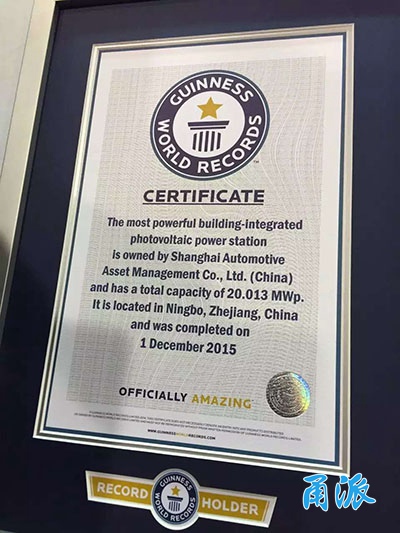 GUINNESS
WORLD RECORDS
CERTIFICATE
The most powerful building-integrated
photovoltaic power station
is owned by Shanghai Automotive
Asset Management Co., Ltd. (China)
and has a total capacity of 20.013 MWp.
It is located in Ningbo, Zhejiang, China
and was completed on
1 December 2015
OFFICIALLY AMAZING
WWW.GUINNESSWORLDRECORDS.COM
GUINNESS
RECORD HOLDER
WORLD RECORDS
甬派